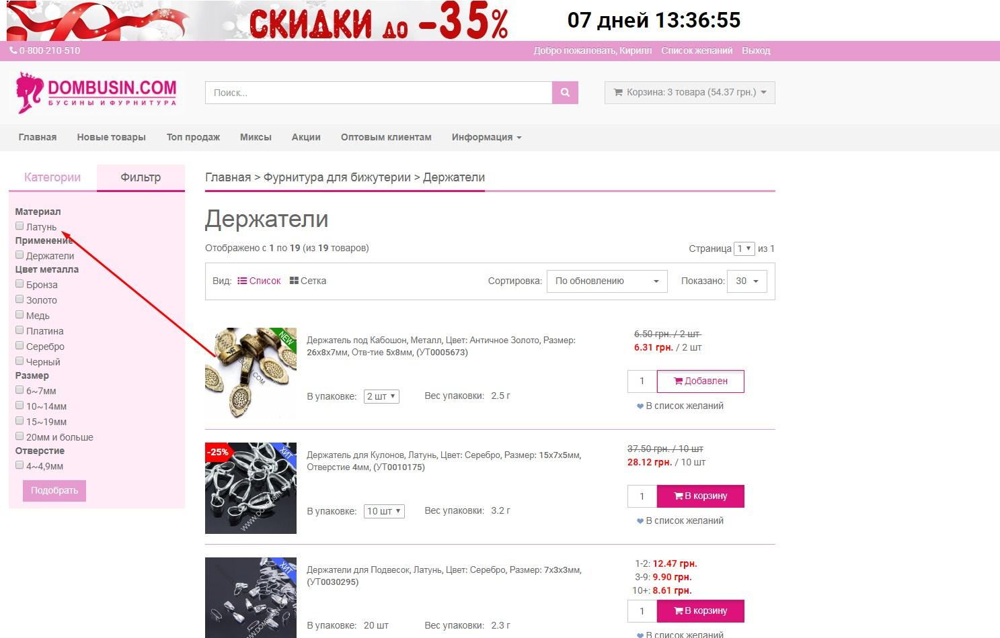 СКИДКИ ДО -35%
07 дней 13:36:55
0-800-210-510
Добро пожаловать, Кирилл Список желаний Выход
DOMBUSIN.COM
БУСИНЫ И ФУРНИТУРА
Поиск...
Корзина: 3 товара (54.37 грн.)
Главная Новые товары Топ продаж Миксы Акции Оптовым клиентам Информация
Категории Фильтр
Материал
Латунь
Применение
Держатели
Цвет металла
Бронза
Золото
Медь
Платина
Серебро
Черный
Размер
6~7мм
10~14мм
15~19мм
20мм и больше
Отверстие
4~4,9мм
Подобрать
Главная > Фурнитура для бижутерии > Держатели
Держатели
Отображено с 1 по 19 (из 19 товаров)
Страница 1 из 1
Вид: Список Сетка
Сортировка: По обновлению
Показано: 30
NEW
Держатель под Кабошон, Металл, Цвет: Античное Золото, Размер:
26х8х7мм, Отв-тие 5х8мм, (УТ0005673)
В упаковке: 2 шт Вес упаковки: 2.5 г
6.50 грн. / 2 шт
6.31 грн. / 2 шт
1 Добавлен
В список желаний
-25%
ХИТ
WWW.DOMBUSIN.COM
Держатель для Кулонов, Латунь, Цвет: Серебро, Размер: 15х7х5мм,
Отверстие 4мм, (УТ0010175)
В упаковке: 10 шт Вес упаковки: 3.2 г
37.50 грн. / 10 шт
28.12 грн. / 10 шт
1 В корзину
В список желаний
ХИТ
WWW.DOMBUSIN.COM
Держатели для Подвесок, Латунь, Цвет: Серебро, Размер: 7х3х3мм,
(УТ0030295)
В упаковке: 20 шт Вес упаковки: 2.3 г
1-2: 12.47 грн.
3-9: 9.90 грн.
10+: 8.61 грн.
1 В корзину
В список желаний